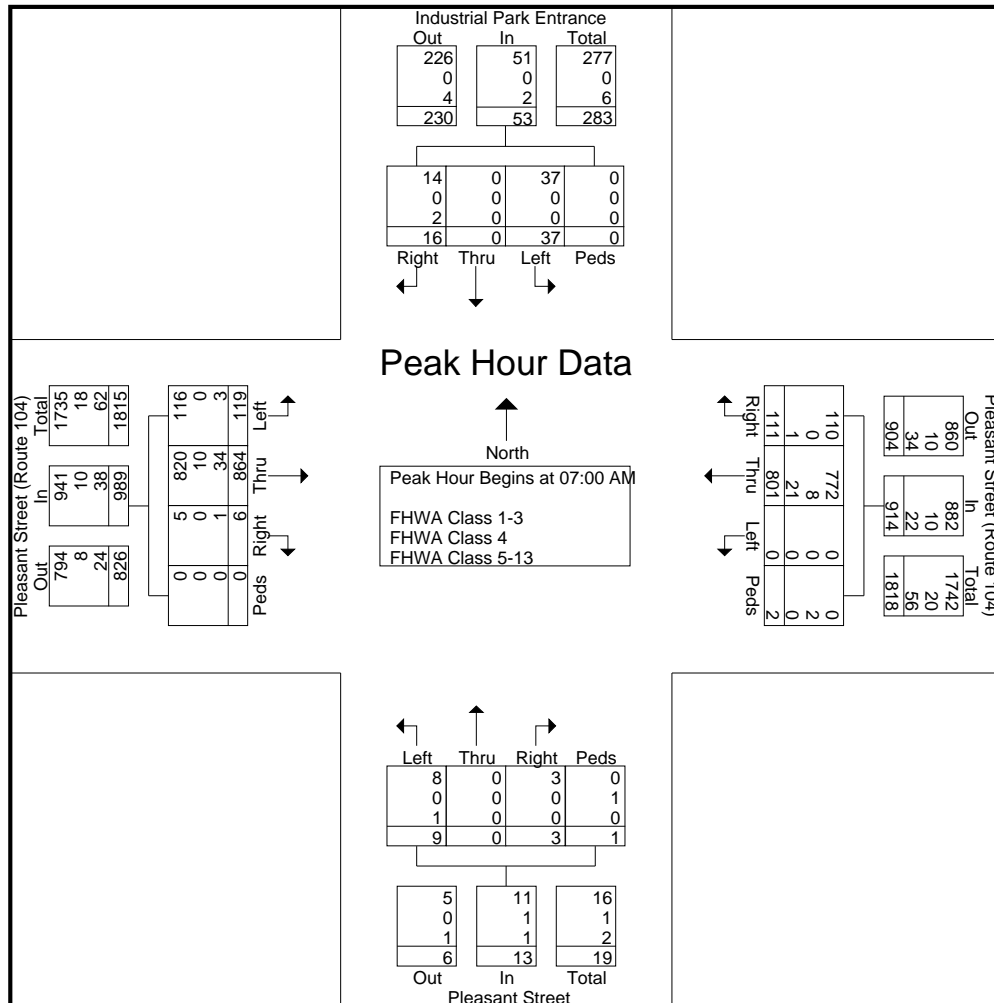 Industrial Park Entrance
Out In Total
226 51 277
0 0 0
4 2 6
230 53 283
14 0 37 0
0 0 0 0
2 0 0 0
16 0 37 0
Right Thru Left Peds
Peak Hour Data
North
Peak Hour Begins at 07:00 AM
FHWA Class 1-3
FHWA Class 4
FHWA Class 5-13
Pleasant Street (Route 104)
Out In Total
794 941 1735
8 10 18
24 38 62
826 989 1815
5 820 116
0 0 10 0
0 1 34 3
0 6 864 119
Peds Right Thru Left
Pleasant Street (Route 104)
Out In Total
860 882 1742
10 10 20
34 22 56
904 914 1818
110 772 0 0
0 8 0 2
1 21 0 0
111 801 0 2
Right Thru Left Peds
Left Thru Right Peds
8 0 3 0
0 0 0 1
1 0 0 0
9 0 3 1
5 11 16
0 1 1
1 1 2
6 13 19
Out In Total
Pleasant Street